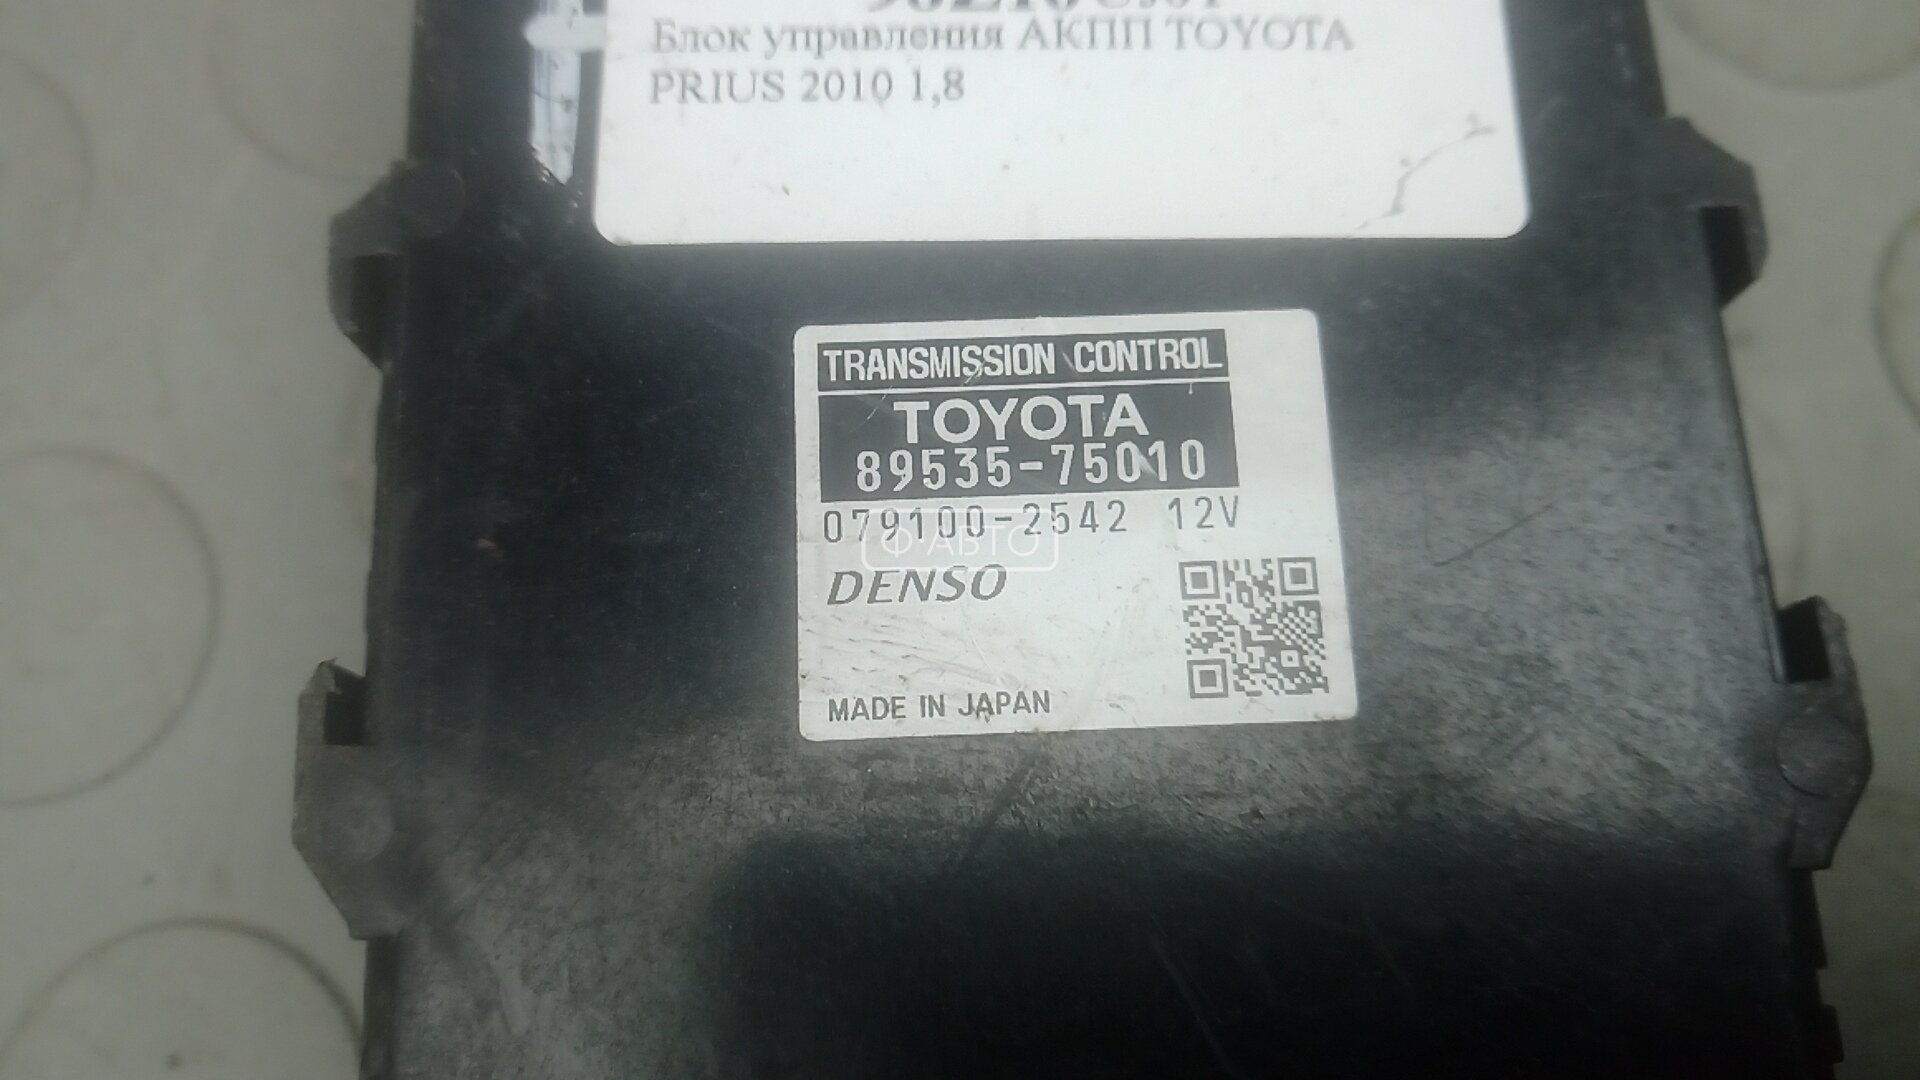 Блок управления АКПП TOYOTA
PRIUS 2010 1,8
TRANSMISSION CONTROL
TOYOTA
89535-75010
079100-2542 12V
Ф АВТО
DENSO
MADE IN JAPAN